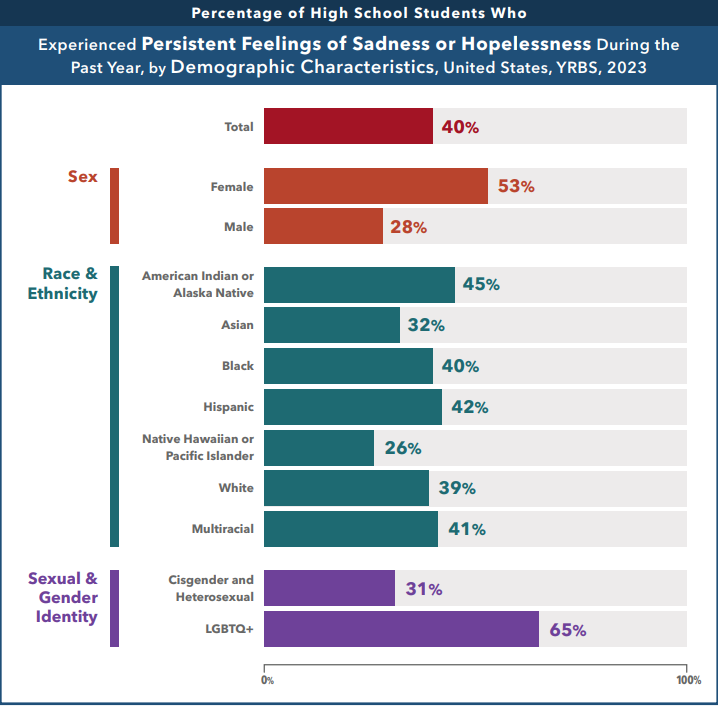 Percentage of High School Students Who
Experienced Persistent Feelings of Sadness or Hopelessness During the
Past Year, by Demographic Characteristics, United States, YRBS, 2023
Total
40%
Sex
Female
53%
Male
28%
Race &
Ethnicity
American Indian or
Alaska Native
45%
Asian
32%
Black
40%
Hispanic
42%
Native Hawaiian or
Pacific Islander
26%
White
39%
Multiracial
41%
Sexual &
Gender
Identity
Cisgender and
Heterosexual
31%
LGBTQ+
65%
0%
100%